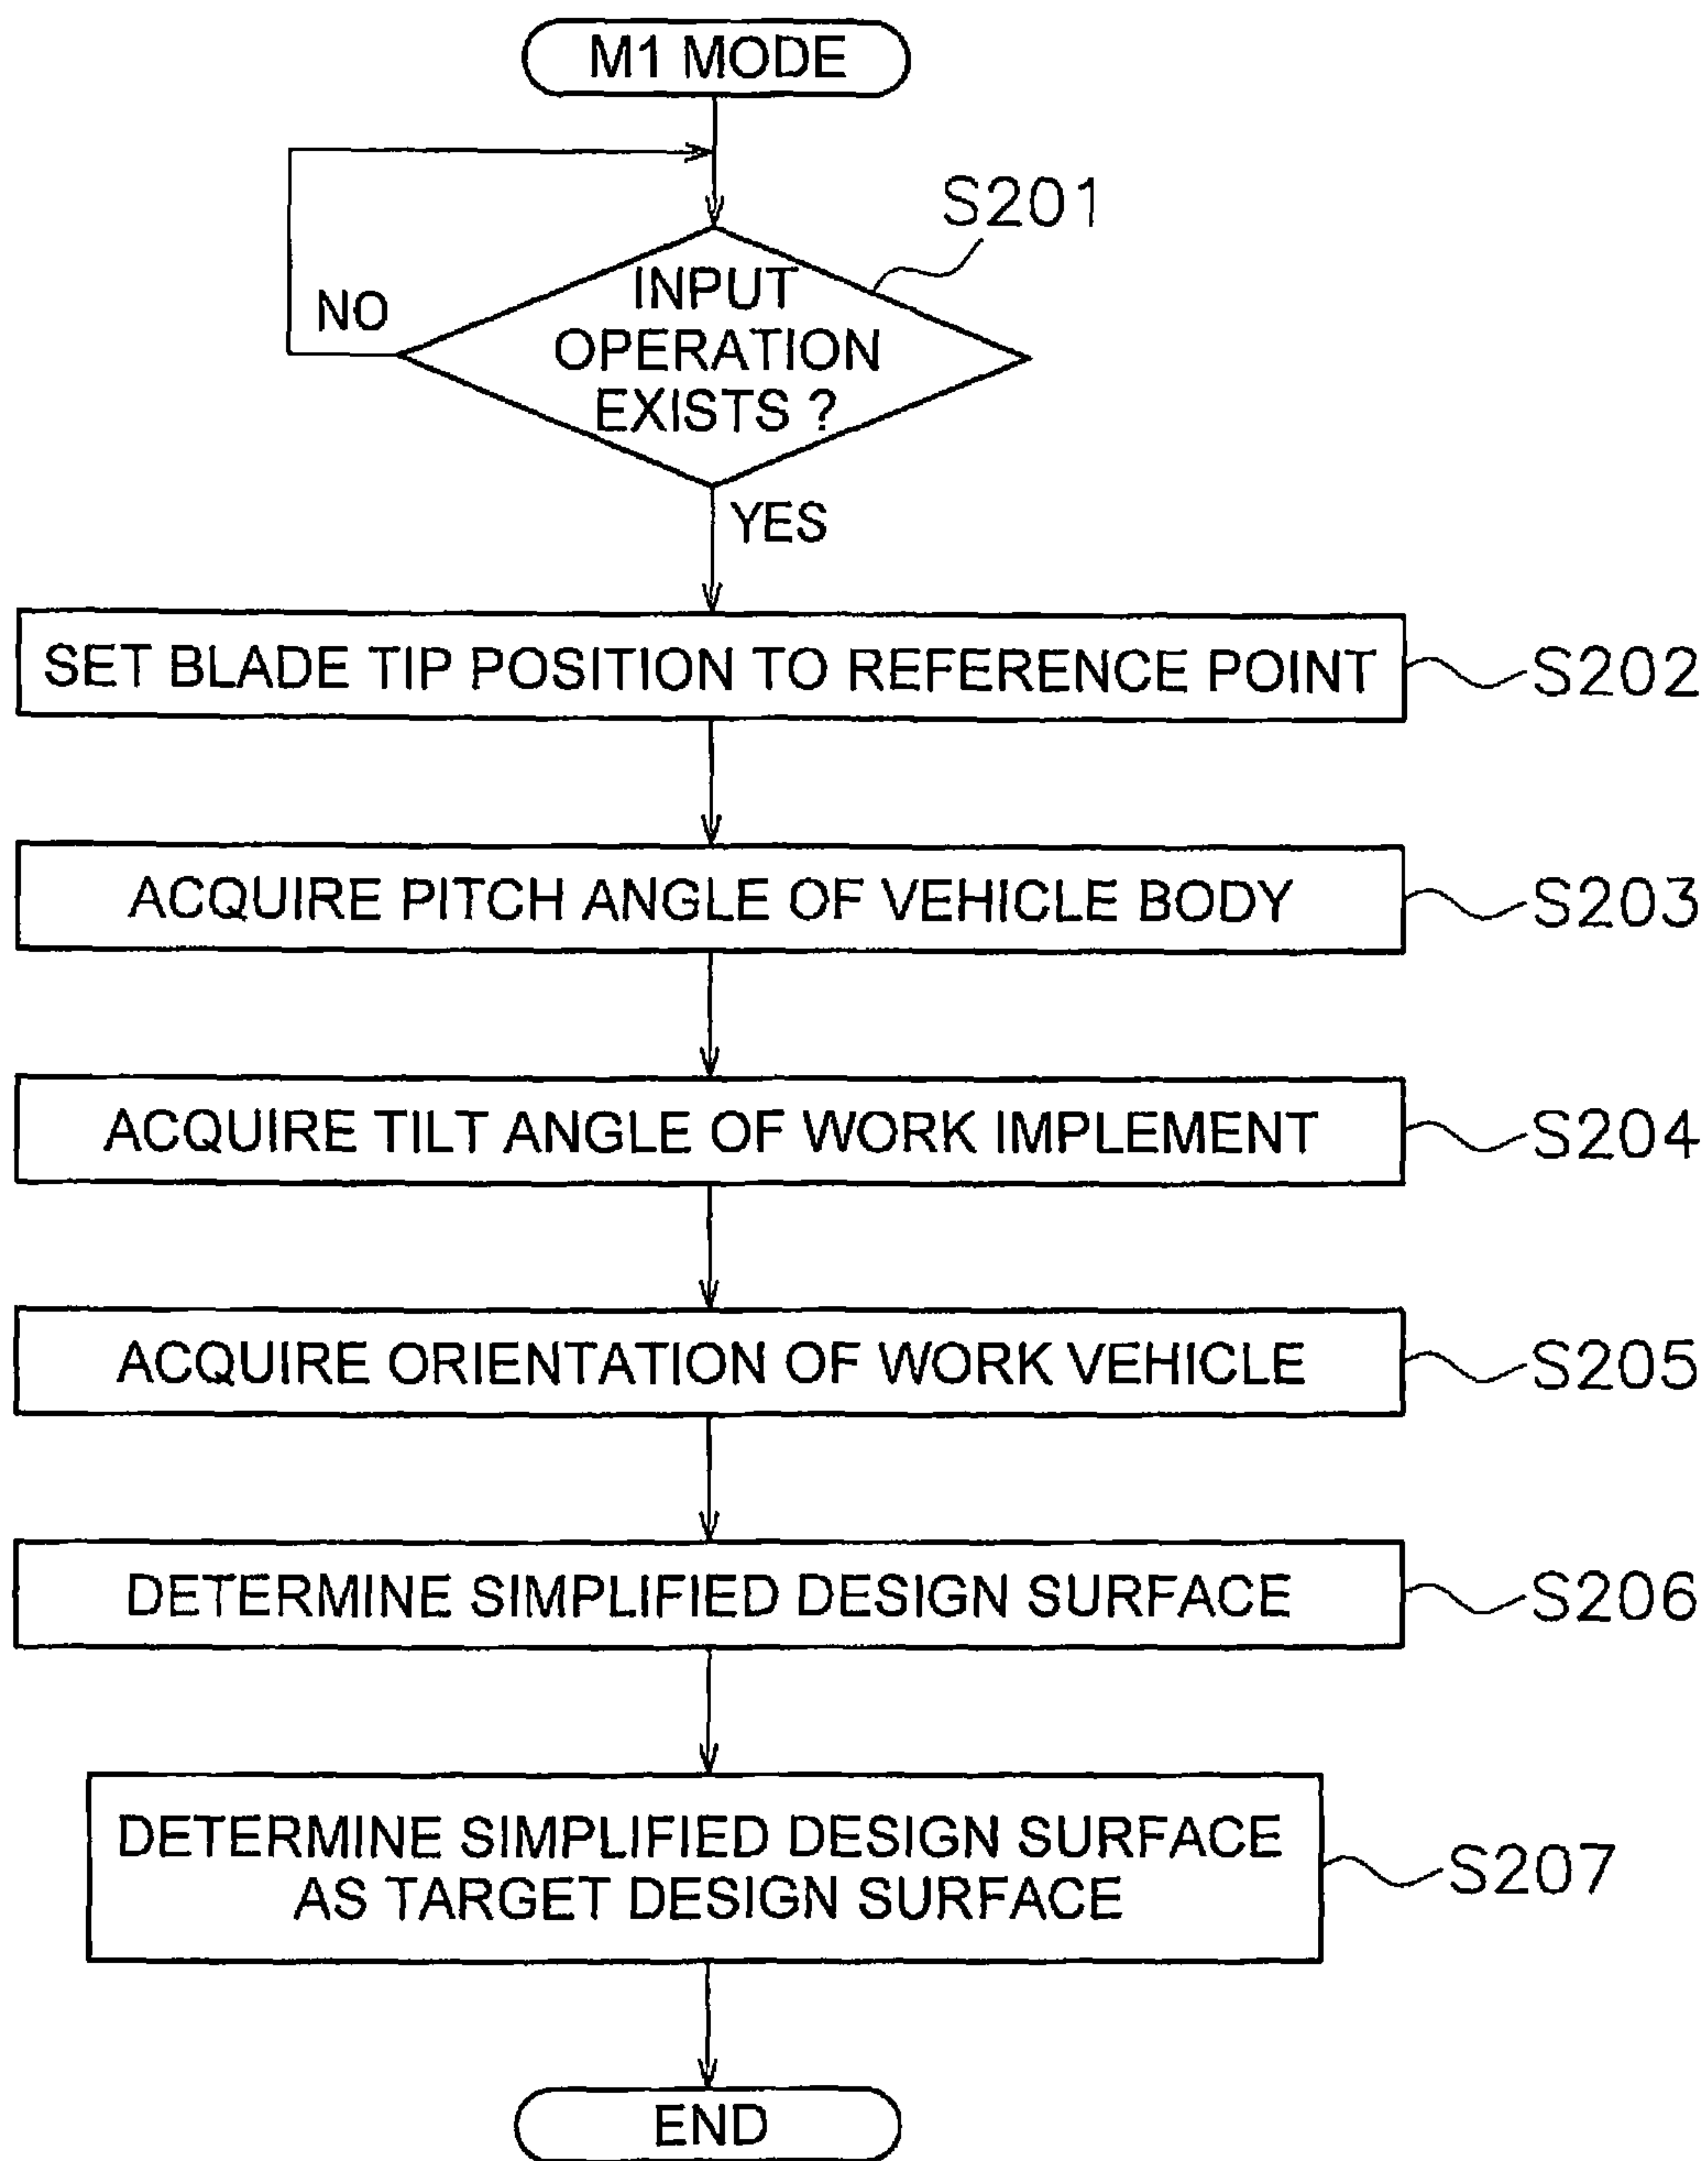 M1 MODE
S201
INPUT
OPERATION
EXISTS ?
NO
YES
SET BLADE TIP POSITION TO REFERENCE POINT
S202
ACQUIRE PITCH ANGLE OF VEHICLE BODY
S203
ACQUIRE TILT ANGLE OF WORK IMPLEMENT
S204
ACQUIRE ORIENTATION OF WORK VEHICLE
S205
DETERMINE SIMPLIFIED DESIGN SURFACE
S206
DETERMINE SIMPLIFIED DESIGN SURFACE
AS TARGET DESIGN SURFACE
S207
END